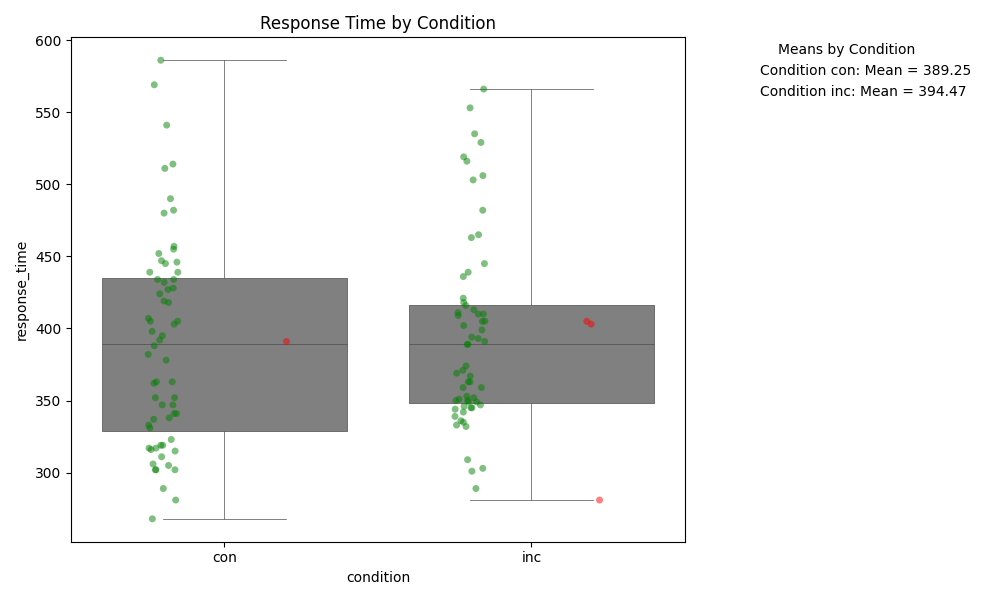 Response Time by Condition
Means by Condition
Condition con: Mean = 389.25
Condition inc: Mean = 394.47
600
550
500
450
400
350
300
response_time
con
inc
condition